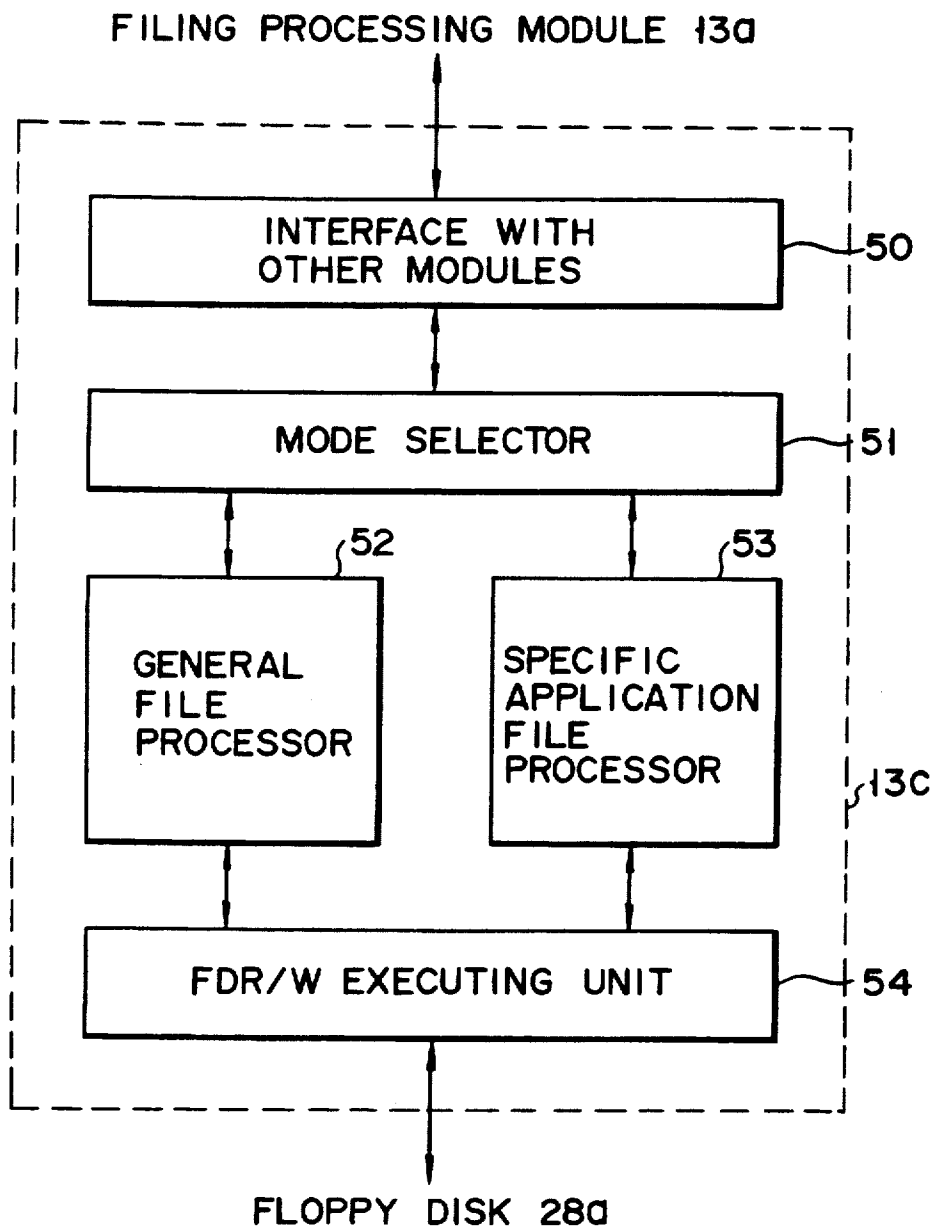 FILING PROCESSING MODULE 13a
INTERFACE WITH
OTHER MODULES
50
MODE SELECTOR
51
52
53
GENERAL
FILE
PROCESSOR
SPECIFIC
APPLICATION
FILE
PROCESSOR
13C
FDR/W EXECUTING UNIT
54
FLOPPY DISK 28a